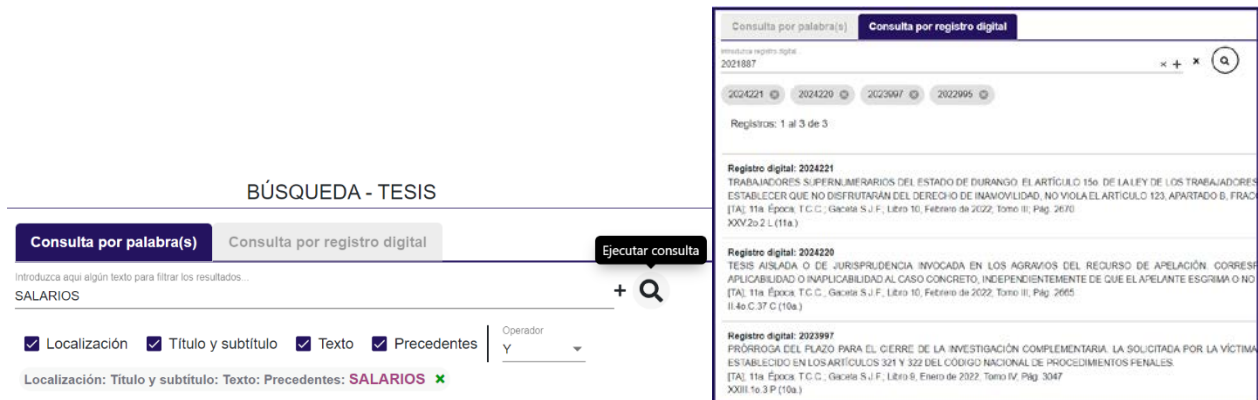 BÚSQUEDA - TESIS
Consulta por palabra(s) Consulta por registro digital
Ejecutar consulta
Introduzca aqui algún texto para filtrar los resultados...
SALARIOS
+
Localización Título y subtítulo Texto Precedentes
Operador
Y
Localización: Título y subtítulo: Texto: Precedentes: SALARIOS ×
Consulta por palabra(s) Consulta por registro digital
Introduzca registro digital...
2021887 × + ×
2024221 2024220 2023997 2022995
Registros: 1 al 3 de 3
Registro digital: 2024221
TRABAJADORES SUPERNUMERARIOS DEL ESTADO DE DURANGO. EL ARTÍCULO 15o. DE LA LEY DE LOS TRABAJADORES
ESTABLECER QUE NO DISFRUTARÁN DEL DERECHO DE INAMOVILIDAD, NO VIOLA EL ARTÍCULO 123, APARTADO B, FRAC
[TA]; 11a. Época; T.C.C.; Gaceta S.J.F.; Libro 10, Febrero de 2022; Tomo III; Pág. 2670
XXV.2o.2 L (11a.)
Registro digital: 2024220
TESIS AISLADA O DE JURISPRUDENCIA INVOCADA EN LOS AGRAVIOS DEL RECURSO DE APELACIÓN. CORRESF
APLICABILIDAD O INAPLICABILIDAD AL CASO CONCRETO, INDEPENDIENTEMENTE DE QUE EL APELANTE ESGRIMA O NO
[TA]; 11a. Época; T.C.C.; Gaceta S.J.F.; Libro 10, Febrero de 2022; Tomo III; Pág. 2665
II.4o.C.37 C (10a.)
Registro digital: 2023997
PRÓRROGA DEL PLAZO PARA EL CIERRE DE LA INVESTIGACIÓN COMPLEMENTARIA. LA SOLICITADA POR LA VÍCTIMA
ESTABLECIDO EN LOS ARTÍCULOS 321 Y 322 DEL CÓDIGO NACIONAL DE PROCEDIMIENTOS PENALES.
[TA]; 11a. Época; T.C.C.; Gaceta S.J.F.; Libro 9, Enero de 2022; Tomo IV; Pág. 3047
XXIII.1o.3 P (10a.)